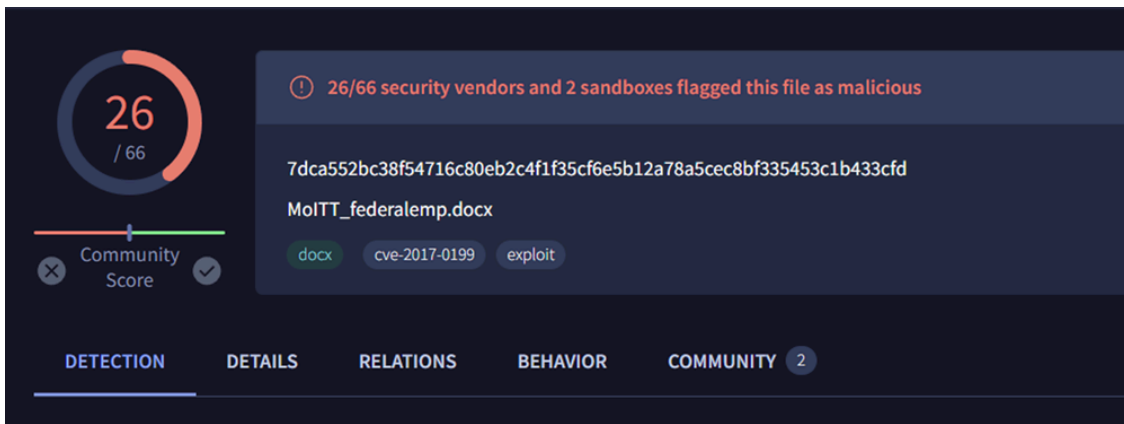 26
/ 66
Community
Score
26/66 security vendors and 2 sandboxes flagged this file as malicious
7dca552bc38f54716c80eb2c4f1f35cf6e5b12a78a5cec8bf335453c1b433cfd
MoITT_federalemp.docx
docx cve-2017-0199 exploit
DETECTION DETAILS RELATIONS BEHAVIOR COMMUNITY 2